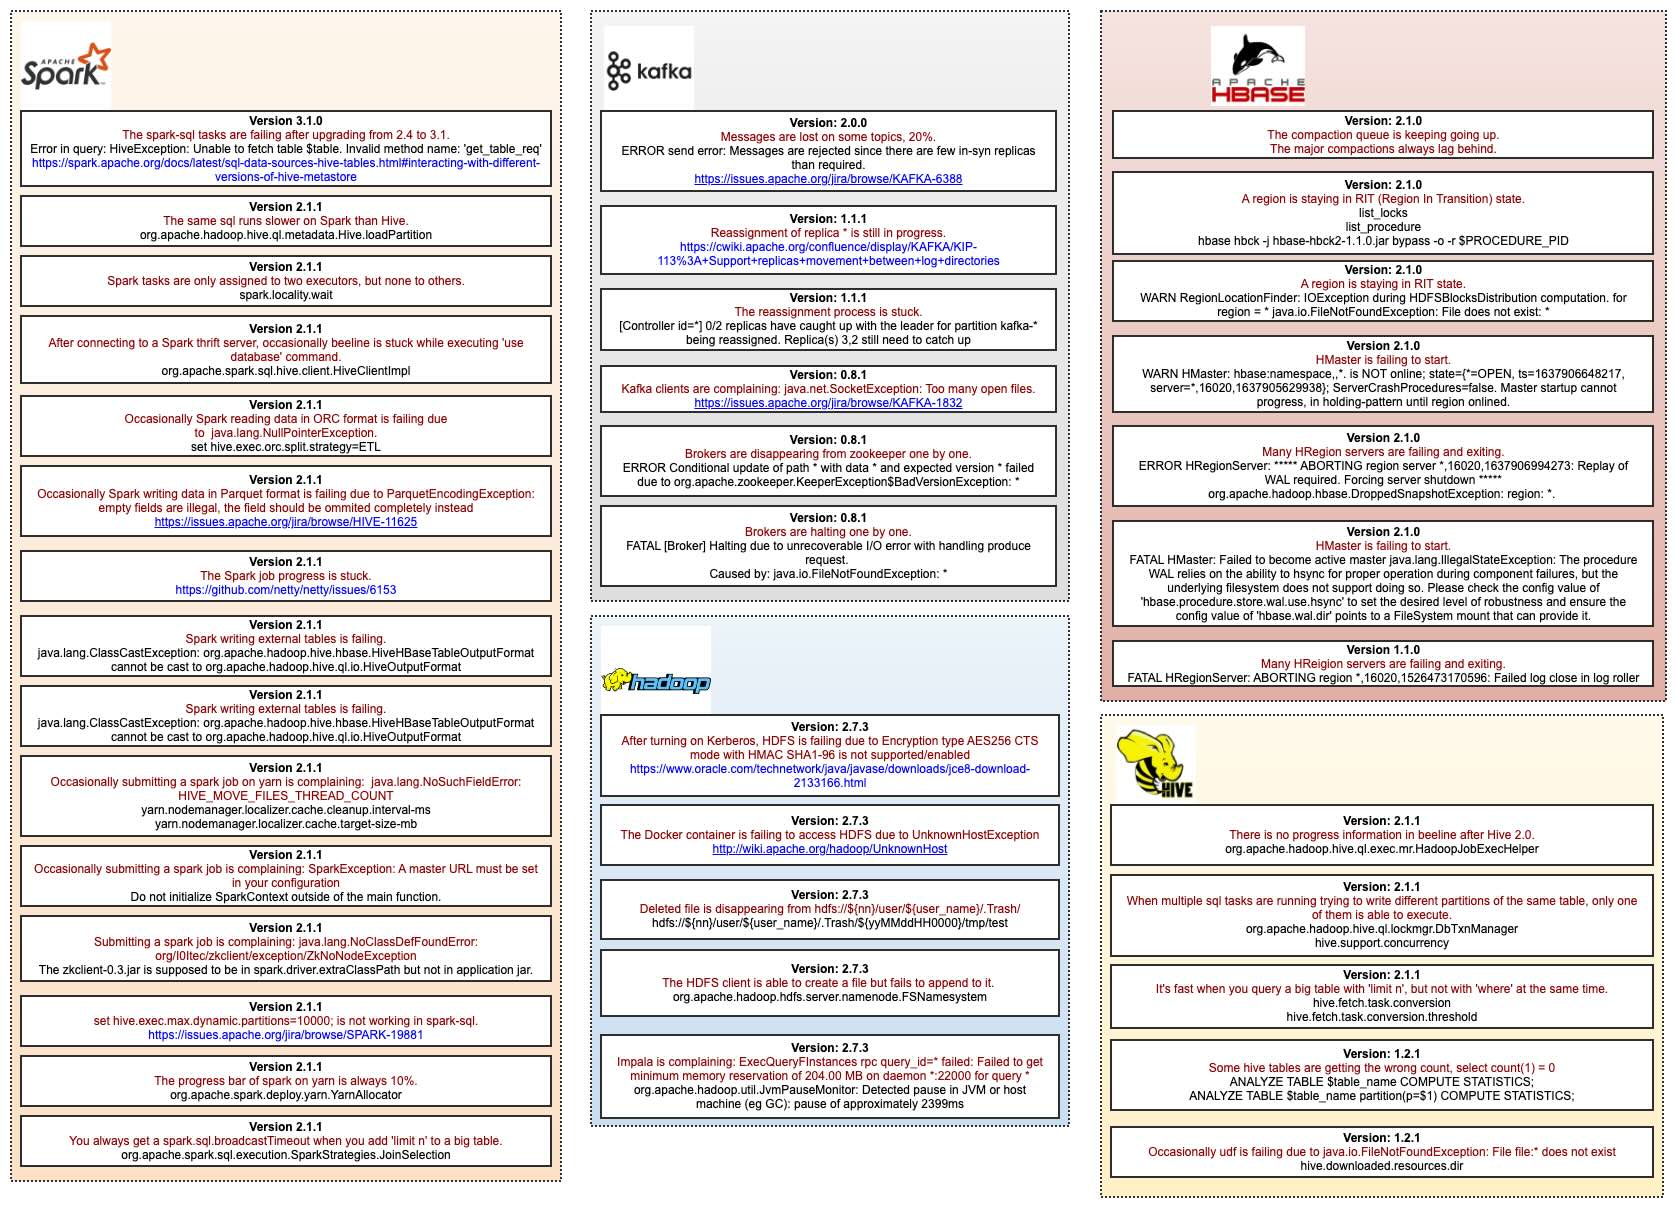 APACHE
Spark
Version 3.1.0
The spark-sql tasks are failing after upgrading from 2.4 to 3.1.
Error in query: HiveException: Unable to fetch table $table. Invalid method name: 'get_table_req'
https://spark.apache.org/docs/latest/sql-data-sources-hive-tables.html#interacting-with-different-
versions-of-hive-metastore
Version 2.1.1
The same sql runs slower on Spark than Hive.
org.apache.hadoop.hive.ql.metadata.Hive.loadPartition
Version 2.1.1
Spark tasks are only assigned to two executors, but none to others.
spark.locality.wait
Version 2.1.1
After connecting to a Spark thrift server, occasionally beeline is stuck while executing 'use
database' command.
org.apache.spark.sql.hive.client.HiveClientImpl
Version 2.1.1
Occasionally Spark reading data in ORC format is failing due
to  java.lang.NullPointerException.
set hive.exec.orc.split.strategy=ETL
Version 2.1.1
Occasionally Spark writing data in Parquet format is failing due to ParquetEncodingException:
empty fields are illegal, the field should be ommited completely instead
https://issues.apache.org/jira/browse/HIVE-11625
Version 2.1.1
The Spark job progress is stuck.
https://github.com/netty/netty/issues/6153
Version 2.1.1
Spark writing external tables is failing.
java.lang.ClassCastException: org.apache.hadoop.hive.hbase.HiveHBaseTableOutputFormat
cannot be cast to org.apache.hadoop.hive.ql.io.HiveOutputFormat
Version 2.1.1
Spark writing external tables is failing.
java.lang.ClassCastException: org.apache.hadoop.hive.hbase.HiveHBaseTableOutputFormat
cannot be cast to org.apache.hadoop.hive.ql.io.HiveOutputFormat
Version 2.1.1
Occasionally submitting a spark job on yarn is complaining:  java.lang.NoSuchFieldError:
HIVE_MOVE_FILES_THREAD_COUNT
yarn.nodemanager.localizer.cache.cleanup.interval-ms
yarn.nodemanager.localizer.cache.target-size-mb
Version 2.1.1
Occasionally submitting a spark job is complaining: SparkException: A master URL must be set
in your configuration
Do not initialize SparkContext outside of the main function.
Version 2.1.1
Submitting a spark job is complaining: java.lang.NoClassDefFoundError:
org/I0Itec/zkclient/exception/ZkNoNodeException
The zkclient-0.3.jar is supposed to be in spark.driver.extraClassPath but not in application jar.
Version 2.1.1
set hive.exec.max.dynamic.partitions=10000; is not working in spark-sql.
https://issues.apache.org/jira/browse/SPARK-19881
Version 2.1.1
The progress bar of spark on yarn is always 10%.
org.apache.spark.deploy.yarn.YarnAllocator
Version 2.1.1
You always get a spark.sql.broadcastTimeout when you add 'limit n' to a big table.
org.apache.spark.sql.execution.SparkStrategies.JoinSelection
kafka
Version: 2.0.0
Messages are lost on some topics, 20%.
ERROR send error: Messages are rejected since there are few in-syn replicas
than required.
https://issues.apache.org/jira/browse/KAFKA-6388
Version: 1.1.1
Reassignment of replica * is still in progress.
https://cwiki.apache.org/confluence/display/KAFKA/KIP-
113%3A+Support+replicas+movement+between+log+directories
Version: 1.1.1
The reassignment process is stuck.
[Controller id=*] 0/2 replicas have caught up with the leader for partition kafka-*
being reassigned. Replica(s) 3,2 still need to catch up
Version: 0.8.1
Kafka clients are complaining: java.net.SocketException: Too many open files.
https://issues.apache.org/jira/browse/KAFKA-1832
Version: 0.8.1
Brokers are disappearing from zookeeper one by one.
ERROR Conditional update of path * with data * and expected version * failed
due to org.apache.zookeeper.KeeperException$BadVersionException: *
Version: 0.8.1
Brokers are halting one by one.
FATAL [Broker] Halting due to unrecoverable I/O error with handling produce
request.
Caused by: java.io.FileNotFoundException: *
hadoop
Version: 2.7.3
After turning on Kerberos, HDFS is failing due to Encryption type AES256 CTS
mode with HMAC SHA1-96 is not supported/enabled
https://www.oracle.com/technetwork/java/javase/downloads/jce8-download-
2133166.html
Version: 2.7.3
The Docker container is failing to access HDFS due to UnknownHostException
http://wiki.apache.org/hadoop/UnknownHost
Version: 2.7.3
Deleted file is disappearing from hdfs://${nn}/user/${user_name}/.Trash/
hdfs://${nn}/user/${user_name}/.Trash/${yyMMddHH0000}/tmp/test
Version: 2.7.3
The HDFS client is able to create a file but fails to append to it.
org.apache.hadoop.hdfs.server.namenode.FSNamesystem
Version: 2.7.3
Impala is complaining: ExecQueryFInstances rpc query_id=* failed: Failed to get
minimum memory reservation of 204.00 MB on daemon *:22000 for query *
org.apache.hadoop.util.JvmPauseMonitor: Detected pause in JVM or host
machine (eg GC): pause of approximately 2399ms
APACHE
HBASE
Version: 2.1.0
The compaction queue is keeping going up.
The major compactions always lag behind.
Version: 2.1.0
A region is staying in RIT (Region In Transition) state.
list_locks
list_procedure
hbase hbck -j hbase-hbck2-1.1.0.jar bypass -o -r $PROCEDURE_PID
Version: 2.1.0
A region is staying in RIT state.
WARN RegionLocationFinder: IOException during HDFSBlocksDistribution computation. for
region = * java.io.FileNotFoundException: File does not exist: *
Version: 2.1.0
HMaster is failing to start.
WARN HMaster: hbase:namespace,,*. is NOT online; state={*=OPEN, ts=1637906648217,
server=*,16020,1637905629938}; ServerCrashProcedures=false. Master startup cannot
progress, in holding-pattern until region onlined.
Version: 2.1.0
Many HRegion servers are failing and exiting.
ERROR HRegionServer: ***** ABORTING region server *,16020,1637906994273: Replay of
WAL required. Forcing server shutdown *****
org.apache.hadoop.hbase.DroppedSnapshotException: region: *.
Version: 2.1.0
HMaster is failing to start.
FATAL HMaster: Failed to become active master java.lang.IllegalStateException: The procedure
WAL relies on the ability to hsync for proper operation during component failures, but the
underlying filesystem does not support doing so. Please check the config value of
'hbase.procedure.store.wal.use.hsync' to set the desired level of robustness and ensure the
config value of 'hbase.wal.dir' points to a FileSystem mount that can provide it.
Version 1.1.0
Many HReigion servers are failing and exiting.
FATAL HRegionServer: ABORTING region *,16020,1526473170596: Failed log close in log roller
HIVE
Version: 2.1.1
There is no progress information in beeline after Hive 2.0.
org.apache.hadoop.hive.ql.exec.mr.HadoopJobExecHelper
Version: 2.1.1
When multiple sql tasks are running trying to write different partitions of the same table, only one
of them is able to execute.
org.apache.hadoop.hive.ql.lockmgr.DbTxnManager
hive.support.concurrency
Version: 2.1.1
It's fast when you query a big table with 'limit n', but not with 'where' at the same time.
hive.fetch.task.conversion
hive.fetch.task.conversion.threshold
Version: 1.2.1
Some hive tables are getting the wrong count, select count(1) = 0
ANALYZE TABLE $table_name COMPUTE STATISTICS;
ANALYZE TABLE $table_name partition(p=$1) COMPUTE STATISTICS;
Version: 1.2.1
Occasionally udf is failing due to java.io.FileNotFoundException: File file:* does not exist
hive.downloaded.resources.dir